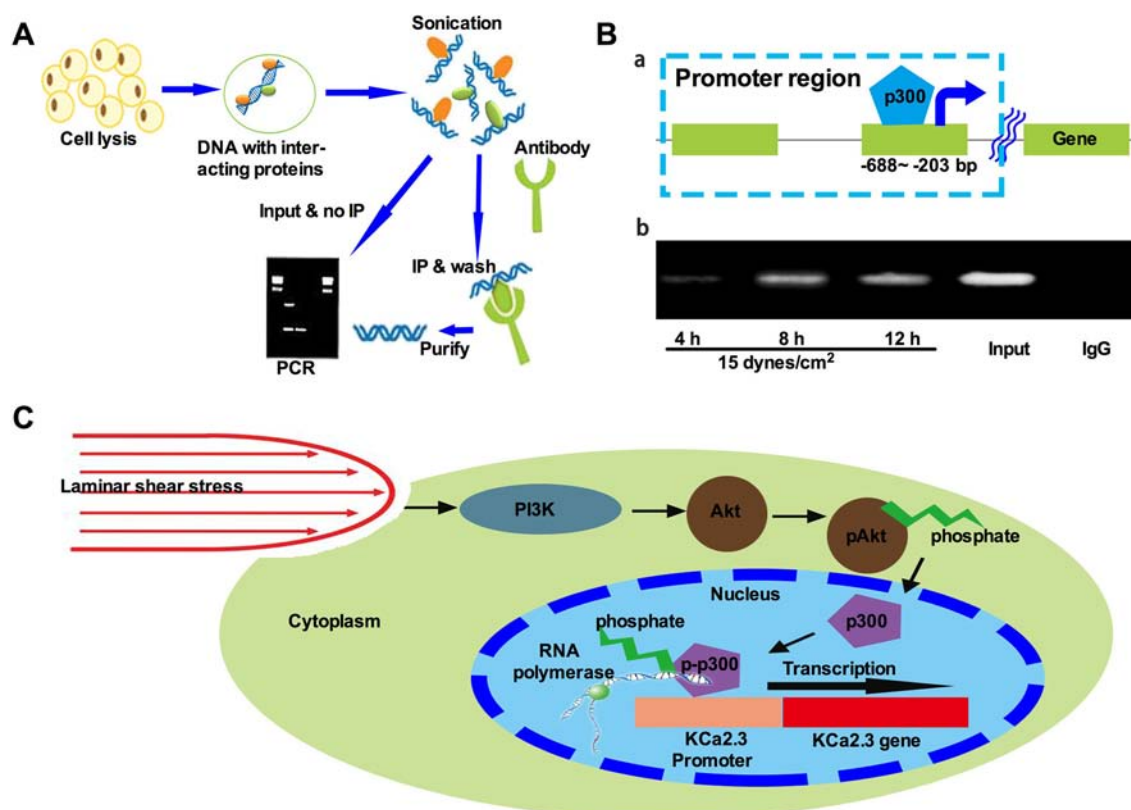 A
Sonication
Cell lysis
DNA with inter-
acting proteins
Antibody
Input & no IP
IP & wash
Purify
PCR
B
a
Promoter region
p300
-688~ -203 bp
Gene
b
4 h 8 h 12 h Input IgG
15 dynes/cm²
C
Laminar shear stress
PI3K
Akt
pAkt
phosphate
Cytoplasm
Nucleus
p300
phosphate
RNA
polymerase
p-p300
Transcription
KCa2.3
Promoter
KCa2.3 gene